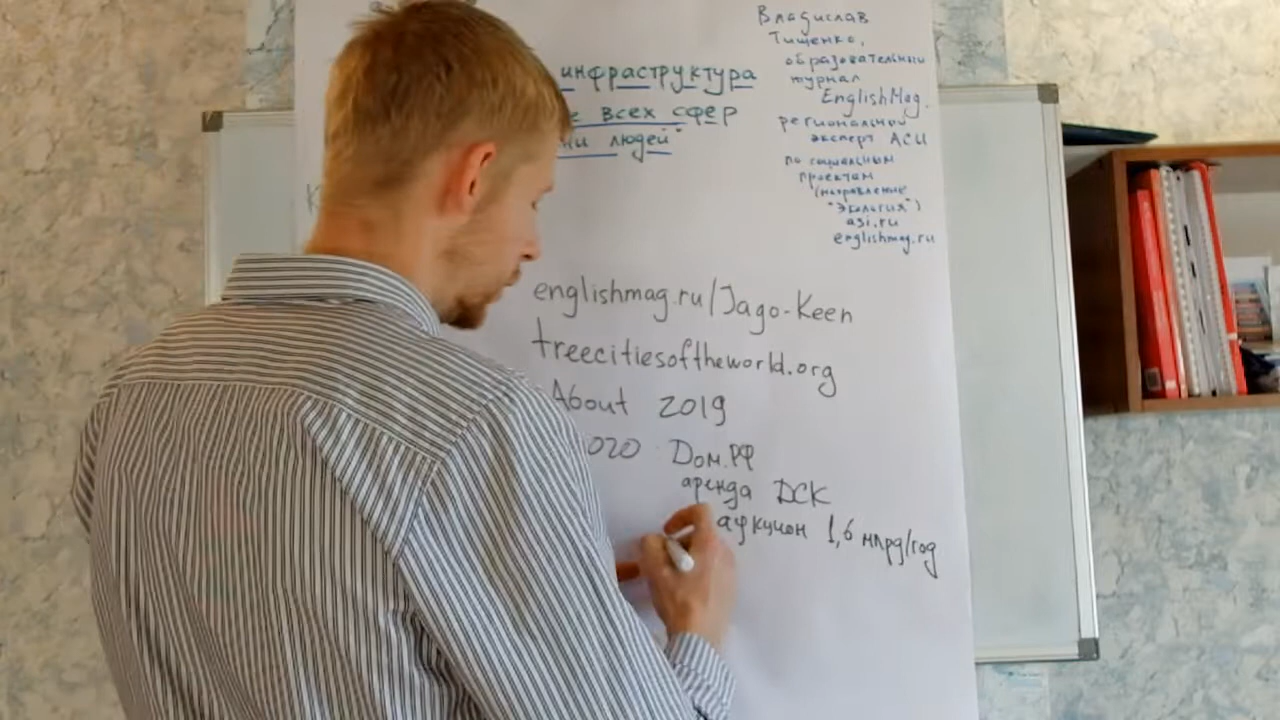 инфраструктура
всех сфер
людей"
Владислав
Тищенко,
образовательный
журнал
EnglishMag.
региональный
эксперт АСИ
по социальным
проектам
(направление
"Экология")
asi.ru
englishmag.ru
englishmag.ru/Jago-Keen
treecitiesoftheworld.org
About 2019
020 Дом.РФ
аренда ДСК
аукцион 1,6 млрд/год